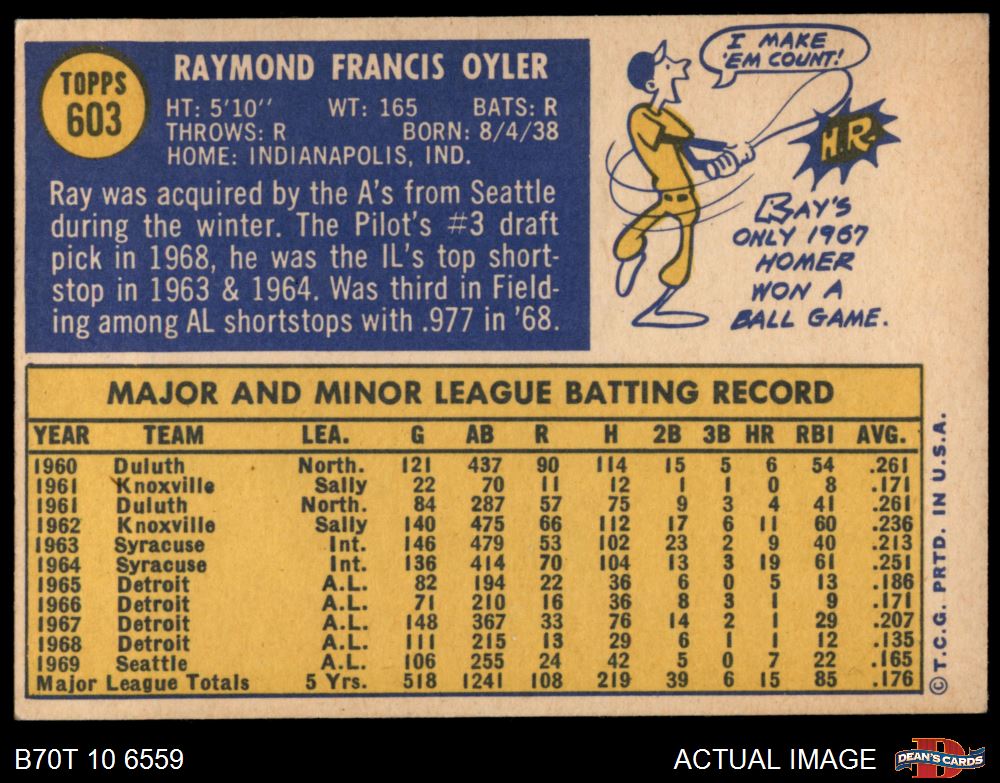 TOPPS
603
RAYMOND FRANCIS OYLER
HT: 5'10" WT: 165 BATS: R
THROWS: R BORN: 8/4/38
HOME: INDIANAPOLIS, IND.
Ray was acquired by the A's from Seattle
during the winter. The Pilot's #3 draft
pick in 1968, he was the IL's top short-
stop in 1963 & 1964. Was third in Field-
ing among AL shortstops with .977 in '68.
I MAKE
'EM COUNT!
H.R.
RAY'S
ONLY 1967
HOMER
WON A
BALL GAME.
MAJOR AND MINOR LEAGUE BATTING RECORD
YEAR TEAM LEA. G AB R H 2B 3B HR RBI AVG.
1960 Duluth North. 121 437 90 114 15 5 6 54 .261
1961 Knoxville Sally 22 70 11 12 1 1 0 8 .171
1961 Duluth North. 84 287 57 75 9 3 4 41 .261
1962 Knoxville Sally 140 475 66 112 17 6 11 60 .236
1963 Syracuse Int. 146 479 53 102 23 2 9 40 .213
1964 Syracuse Int. 136 414 70 104 13 3 19 61 .251
1965 Detroit A.L. 82 194 22 36 6 0 5 13 .186
1966 Detroit A.L. 71 210 16 36 8 3 1 9 .171
1967 Detroit A.L. 148 367 33 76 14 2 1 29 .207
1968 Detroit A.L. 111 215 13 29 6 1 1 12 .135
1969 Seattle A.L. 106 255 24 42 5 0 7 22 .165
Major League Totals 5 Yrs. 518 1241 108 219 39 6 15 85 .176
© T.C.G. PRTD. IN U.S.A.
B70T 10 6559
ACTUAL IMAGE
D
DEAN'S CARDS